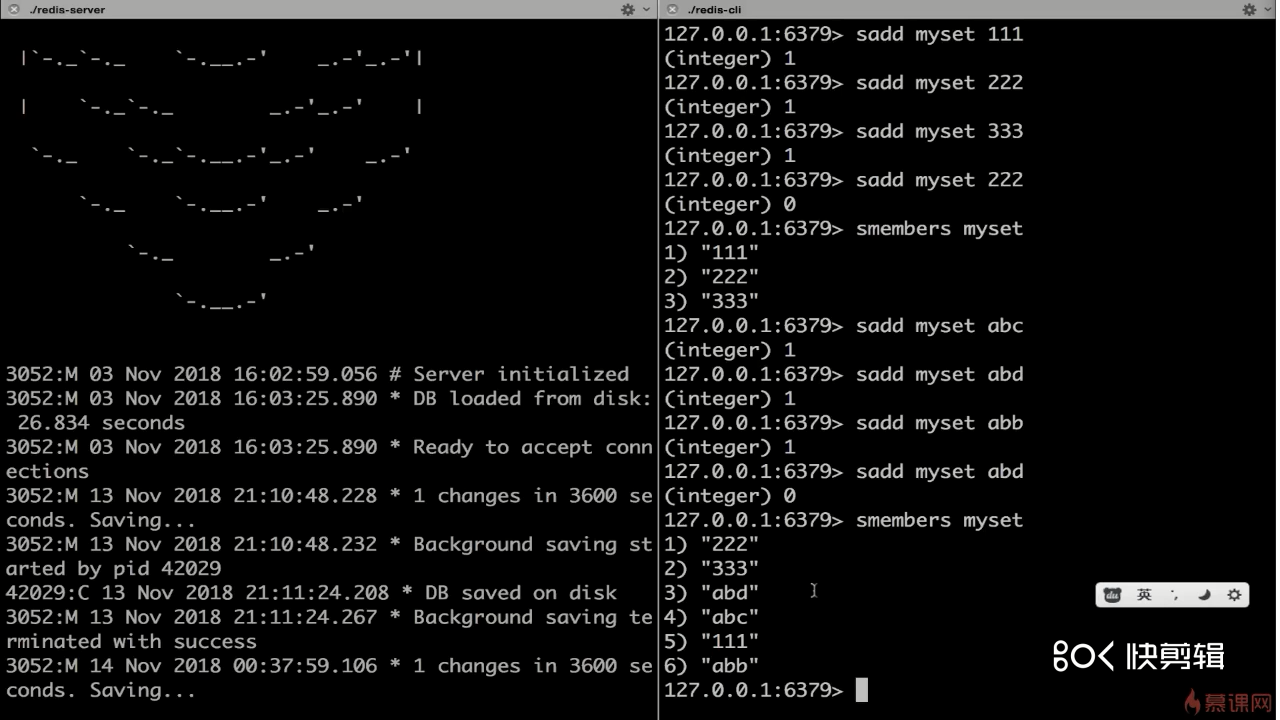 ./redis-server
|`-._`-._    `-.__.-'    _.-'_.-'|
|    `-._`-._        _.-'_.-'    |
`-._    `-._`-.__.-'_.-'    _.-'
`-._    `-.__.-'    _.-'
`-._        _.-'
`-.__.-'
3052:M 03 Nov 2018 16:02:59.056 # Server initialized
3052:M 03 Nov 2018 16:03:25.890 * DB loaded from disk:
26.834 seconds
3052:M 03 Nov 2018 16:03:25.890 * Ready to accept conn
ections
3052:M 13 Nov 2018 21:10:48.228 * 1 changes in 3600 se
conds. Saving...
3052:M 13 Nov 2018 21:10:48.232 * Background saving st
arted by pid 42029
42029:C 13 Nov 2018 21:11:24.208 * DB saved on disk
3052:M 13 Nov 2018 21:11:24.267 * Background saving te
rminated with success
3052:M 14 Nov 2018 00:37:59.106 * 1 changes in 3600 se
conds. Saving...
./redis-cli
127.0.0.1:6379> sadd myset 111
(integer) 1
127.0.0.1:6379> sadd myset 222
(integer) 1
127.0.0.1:6379> sadd myset 333
(integer) 1
127.0.0.1:6379> sadd myset 222
(integer) 0
127.0.0.1:6379> smembers myset
1) "111"
2) "222"
3) "333"
127.0.0.1:6379> sadd myset abc
(integer) 1
127.0.0.1:6379> sadd myset abd
(integer) 1
127.0.0.1:6379> sadd myset abb
(integer) 1
127.0.0.1:6379> sadd myset abd
(integer) 0
127.0.0.1:6379> smembers myset
1) "222"
2) "333"
3) "abd"
4) "abc"
5) "111"
6) "abb"
127.0.0.1:6379>
du 英
快剪辑
慕课网